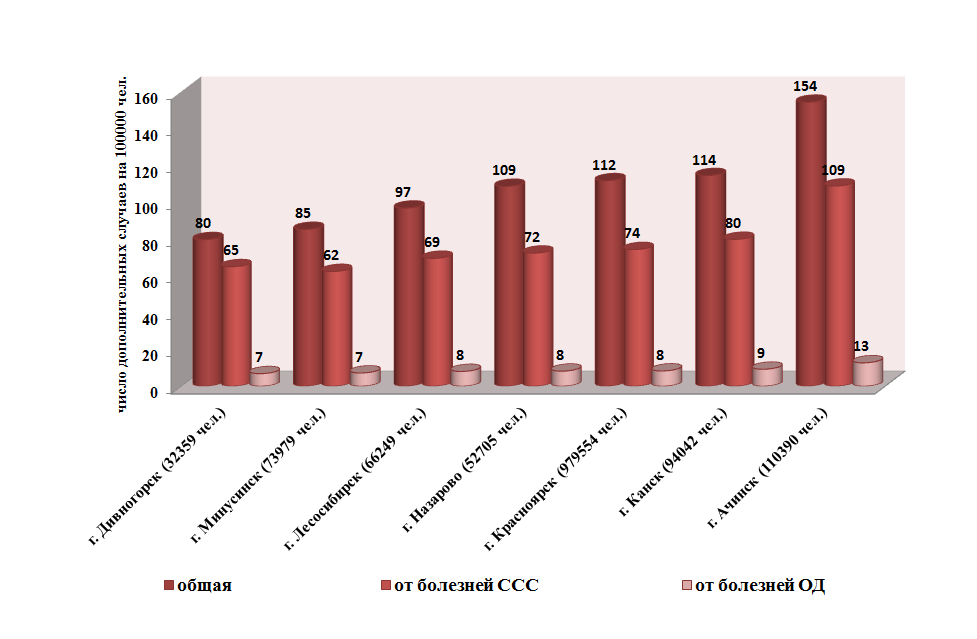 число дополнительных случаев на 100000 чел.
160
140
120
100
80
60
40
20
0
80
65
7
85
62
7
97
69
8
109
72
8
112
74
8
114
80
9
154
109
13
г. Дивногорск (32359 чел.)
г. Минусинск (73979 чел.)
г. Лесосибирск (66249 чел.)
г. Назарово (52705 чел.)
г. Красноярск (979554 чел.)
г. Канск (94042 чел.)
г. Ачинск (110390 чел.)
общая
от болезней ССС
от болезней ОД